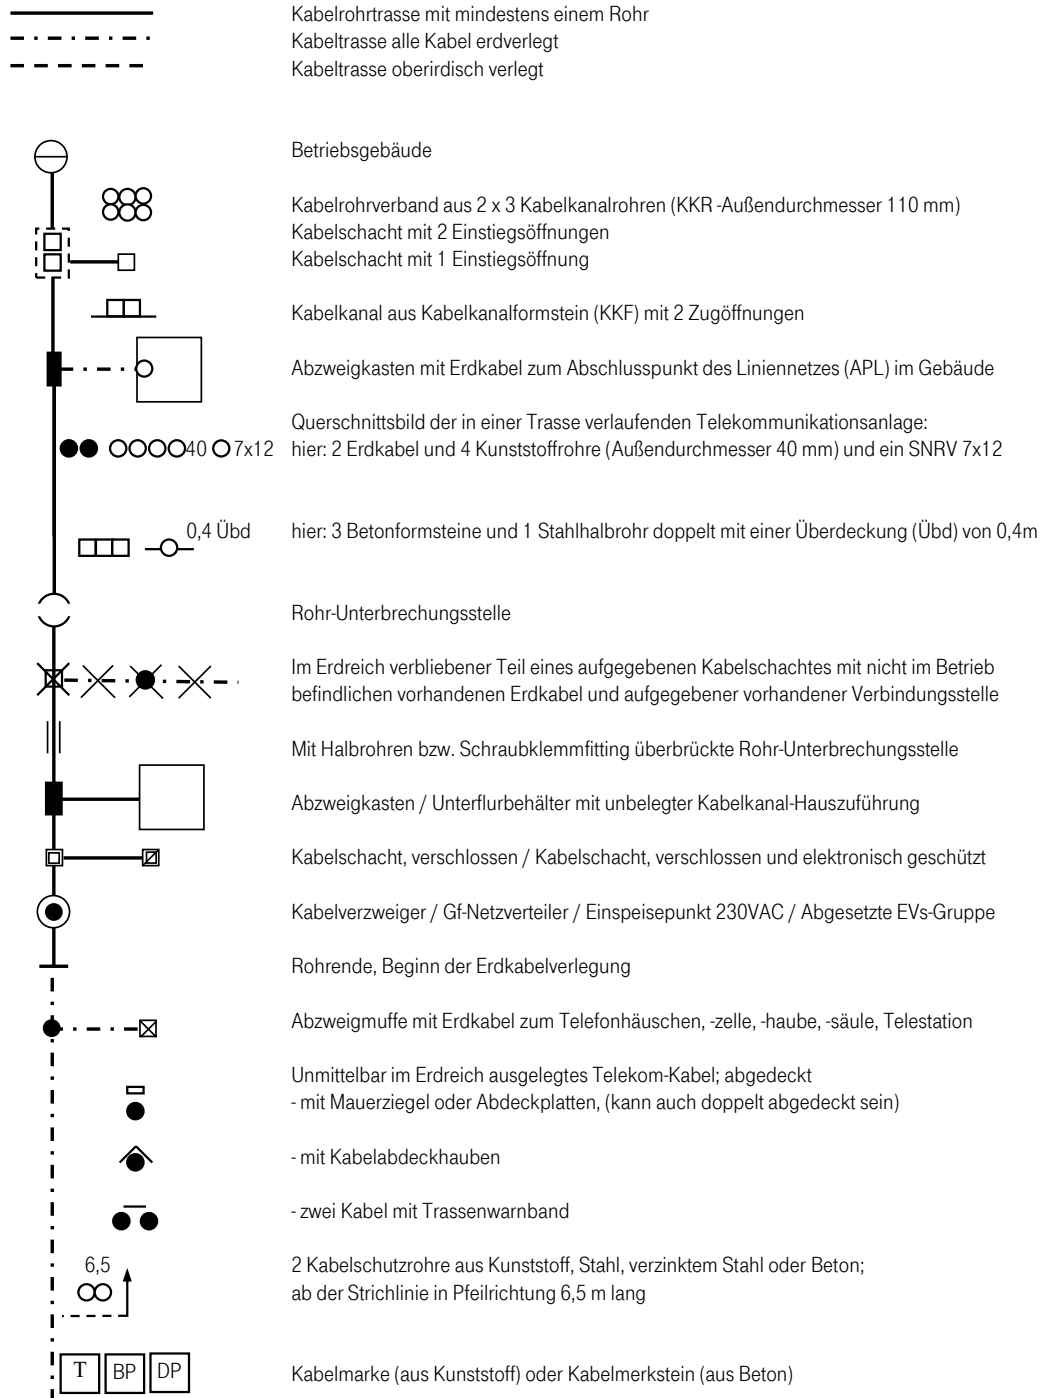 Kabelrohrtrasse mit mindestens einem Rohr
Kabeltrasse alle Kabel erdverlegt
Kabeltrasse oberirdisch verlegt
Betriebsgebäude
Kabelrohrverband aus 2 x 3 Kabelkanalrohren (KKR -Außendurchmesser 110 mm)
Kabelschacht mit 2 Einstiegsöffnungen
Kabelschacht mit 1 Einstiegsöffnung
Kabelkanal aus Kabelkanalformstein (KKF) mit 2 Zugöffnungen
Abzweigkasten mit Erdkabel zum Abschlusspunkt des Liniennetzes (APL) im Gebäude
Querschnittsbild der in einer Trasse verlaufenden Telekommunikationsanlage:
40 7x12 hier: 2 Erdkabel und 4 Kunststoffrohre (Außendurchmesser 40 mm) und ein SNRV 7x12
0,4 Übd hier: 3 Betonformsteine und 1 Stahlhalbrohr doppelt mit einer Überdeckung (Übd) von 0,4m
Rohr-Unterbrechungsstelle
Im Erdreich verbliebener Teil eines aufgegebenen Kabelschachtes mit nicht im Betrieb
befindlichen vorhandenen Erdkabel und aufgegebener vorhandener Verbindungsstelle
Mit Halbrohren bzw. Schraubklemmfitting überbrückte Rohr-Unterbrechungsstelle
Abzweigkasten / Unterflurbehälter mit unbelegter Kabelkanal-Hauszuführung
Kabelschacht, verschlossen / Kabelschacht, verschlossen und elektronisch geschützt
Kabelverzweiger / Gf-Netzverteiler / Einspeisepunkt 230VAC / Abgesetzte EVs-Gruppe
Rohrende, Beginn der Erdkabelverlegung
Abzweigmuffe mit Erdkabel zum Telefonhäuschen, -zelle, -haube, -säule, Telestation
Unmittelbar im Erdreich ausgelegtes Telekom-Kabel; abgedeckt
- mit Mauerziegel oder Abdeckplatten, (kann auch doppelt abgedeckt sein)
- mit Kabelabdeckhauben
- zwei Kabel mit Trassenwarnband
6,5 2 Kabelschutzrohre aus Kunststoff, Stahl, verzinktem Stahl oder Beton;
ab der Strichlinie in Pfeilrichtung 6,5 m lang
T BP DP Kabelmarke (aus Kunststoff) oder Kabelmerkstein (aus Beton)